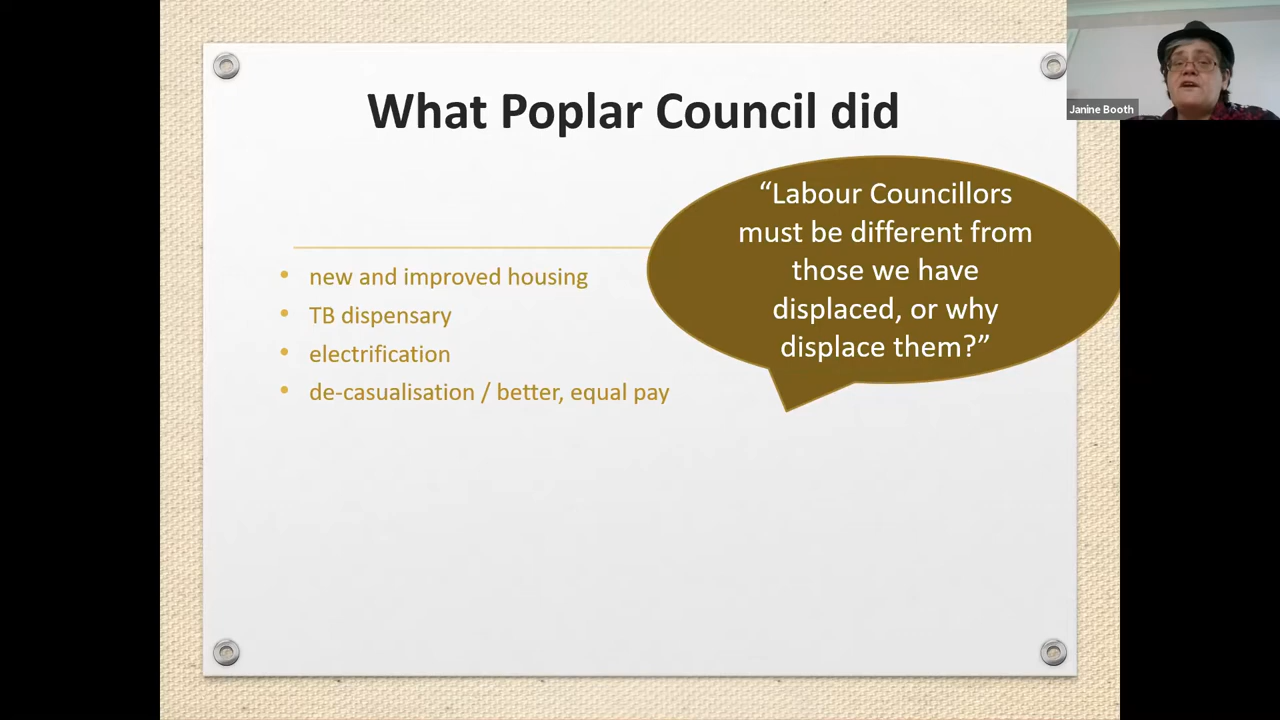 What Poplar Council did
Janine Booth
“Labour Councillors
must be different from
those we have
displaced, or why
displace them?”
• new and improved housing
• TB dispensary
• electrification
• de-casualisation / better, equal pay